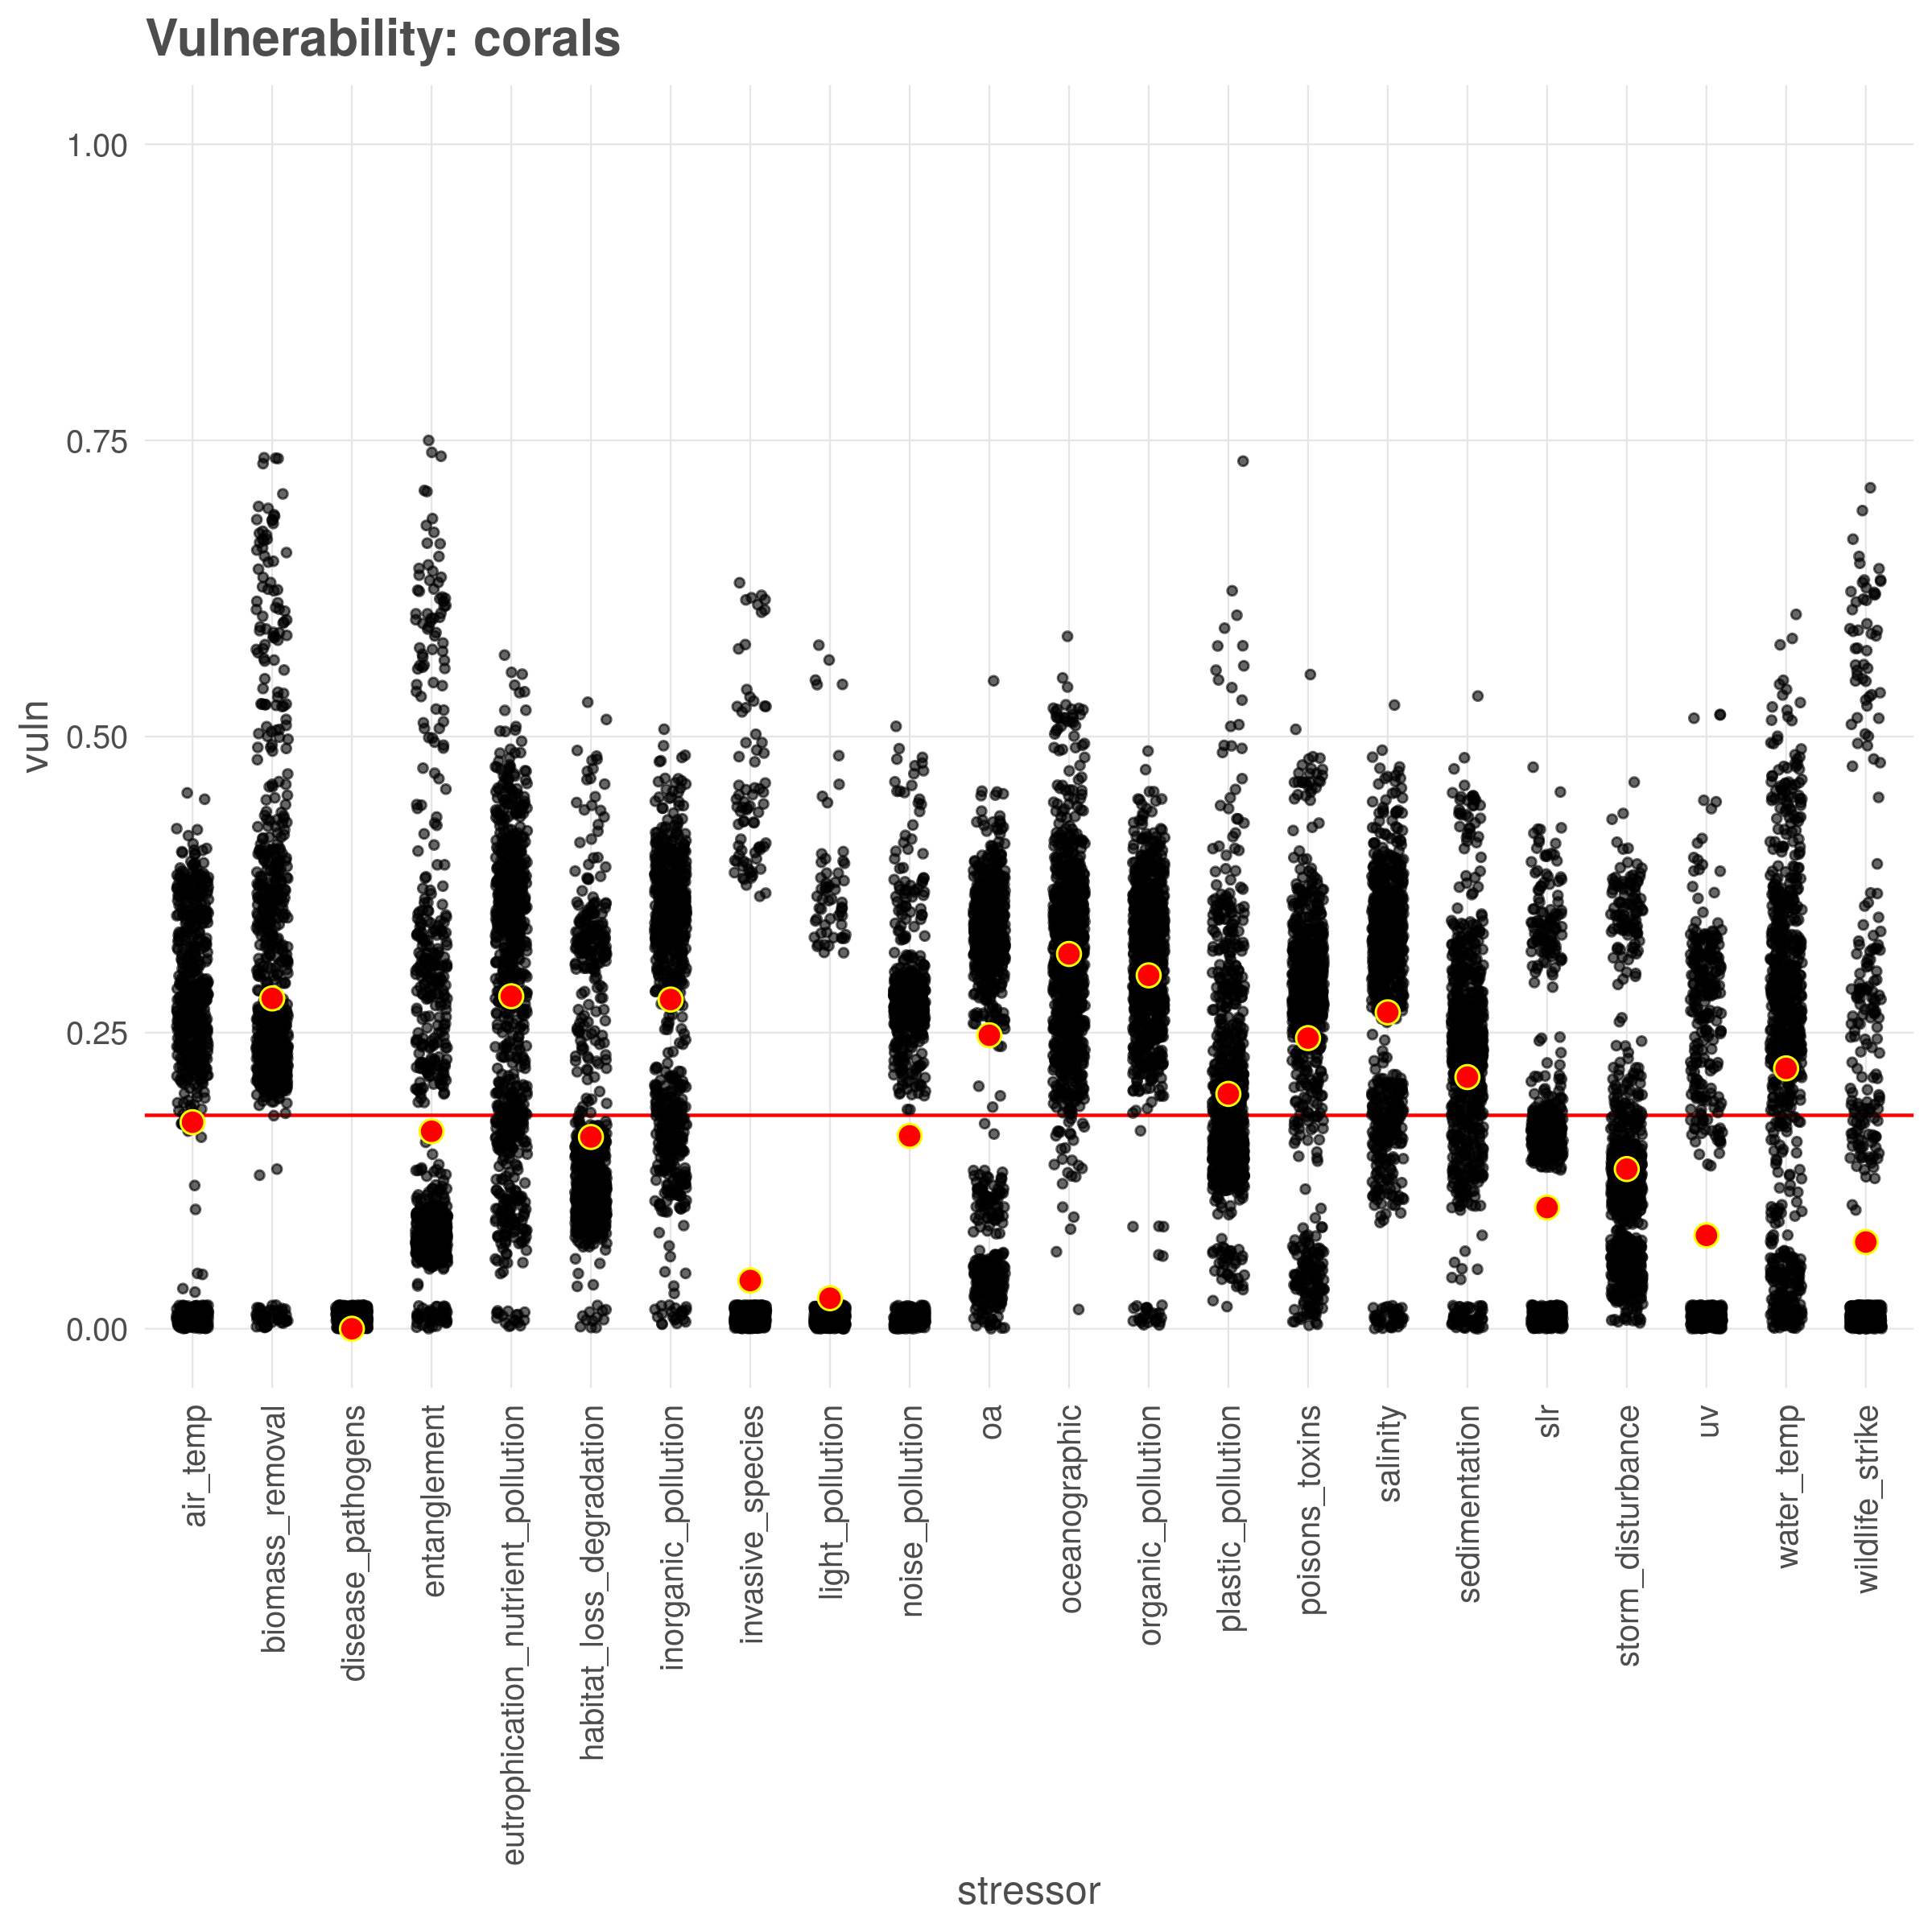 Vulnerability: corals
1.00
0.75
0.50
0.25
0.00
vuln
air_temp
biomass_removal
disease_pathogens
entanglement
eutrophication_nutrient_pollution
habitat_loss_degradation
inorganic_pollution
invasive_species
light_pollution
noise_pollution
oa
oceanographic
organic_pollution
plastic_pollution
poisons_toxins
salinity
sedimentation
slr
storm_disturbance
uv
water_temp
wildlife_strike
stressor